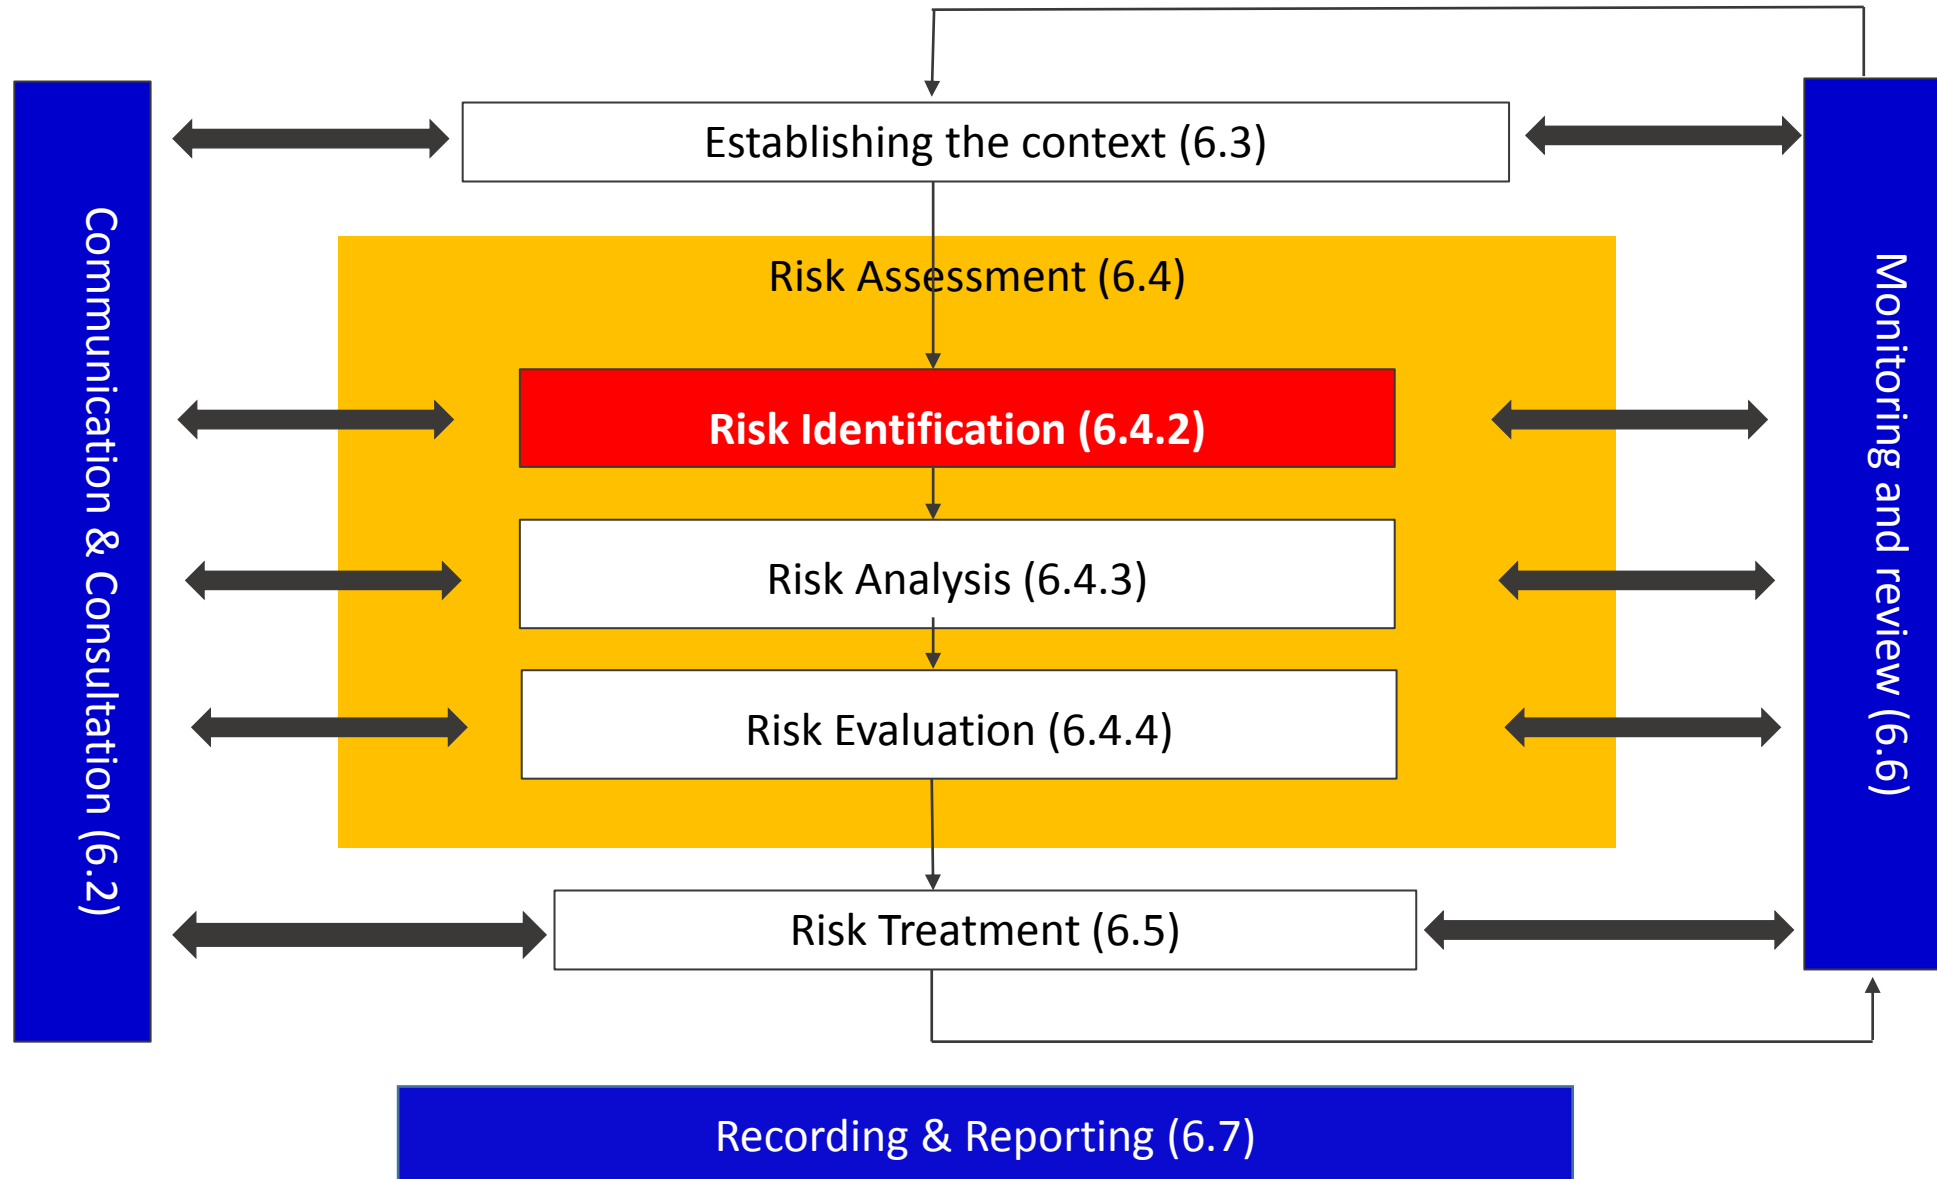 Establishing the context (6.3)
Communication & Consultation (6.2)
Risk Assessment (6.4)
Monitoring and review (6.6)
Risk Identification (6.4.2)
Risk Analysis (6.4.3)
Risk Evaluation (6.4.4)
Risk Treatment (6.5)
Recording & Reporting (6.7)